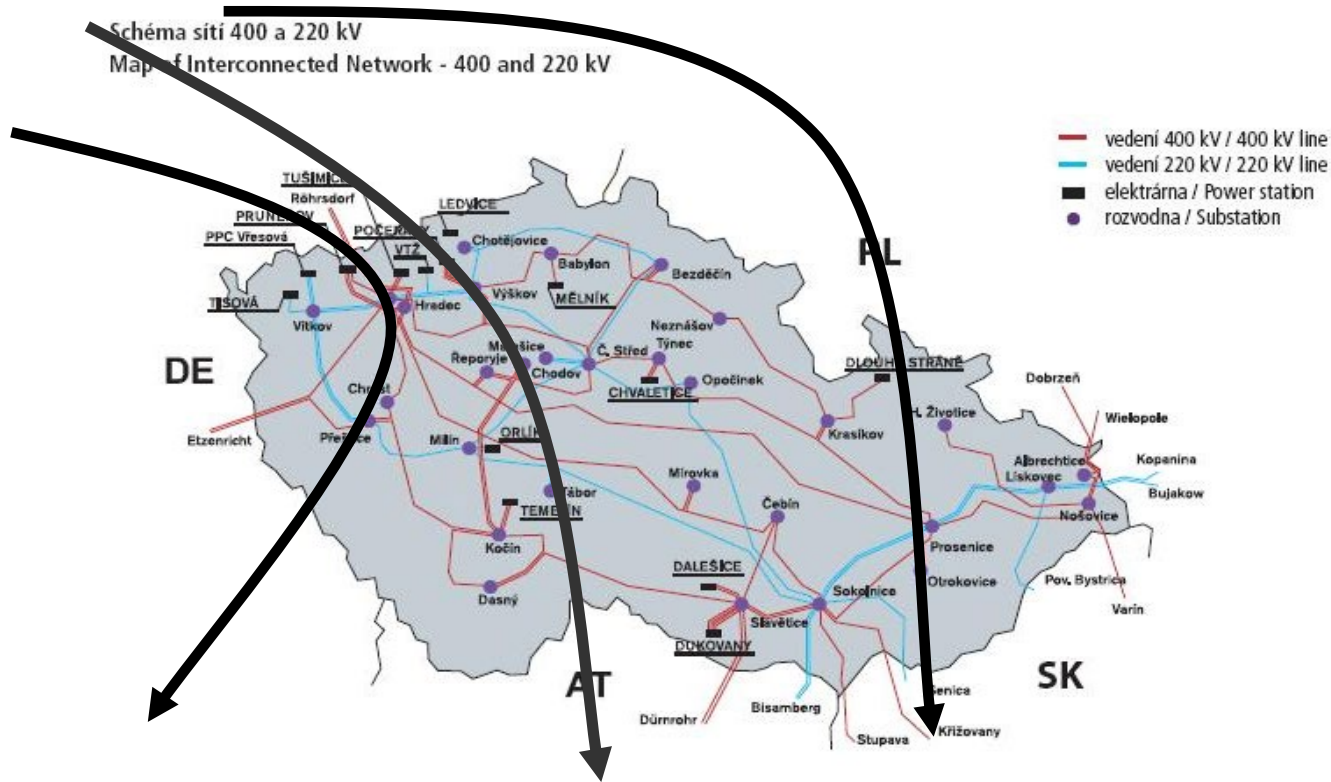 Schéma sítí 400 a 220 kV
Map of Interconnected Network - 400 and 220 kV
vedení 400 kV / 400 kV line
vedení 220 kV / 220 kV line
elektrárna / Power station
rozvodna / Substation
TUŠIMICE
Röhrsdorf
LEDVICE
PRUNÉŘOV
POČERADY
PPC Vřesová
VTŽ
Chotějovice
Babylon
Bezděčín
PL
TISOVÁ
Vítkov
Hradec
Výškov
MĚLNÍK
Neznášov
DE
Řeporyje
Malešice
Chodov
Č. Střed
Týnec
Opočínek
CHVALETICE
DLOUHÉ STRÁNĚ
Dobrzeň
Wielopole
Chrást
Etzenricht
Přeštice
Milín
ORLÍK
Krasíkov
H. Životice
Albrechtice
Lískovec
Kopanina
Bujakow
Nošovice
Mírovka
Tábor
TEMELÍN
Čebín
Kočín
Prosenice
Dasný
DALEŠICE
Sokolnice
Otrokovice
Pov. Bystrica
Varín
Slavětice
DUKOVANY
AT
SK
Senica
Bisamberg
Dürnrohr
Stupava
Křižovany